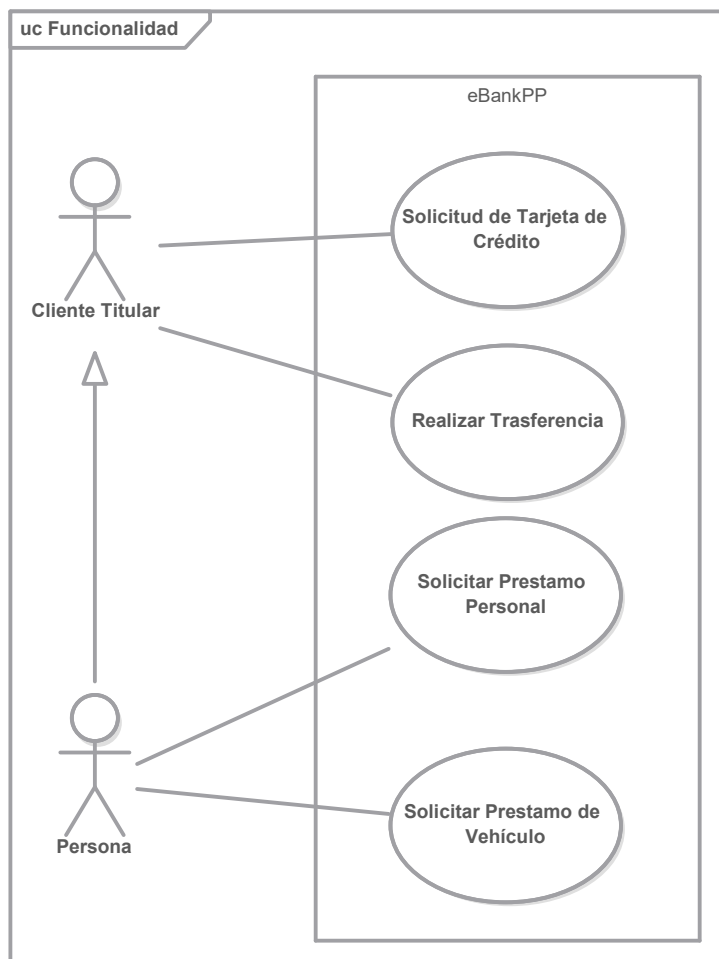 uc Funcionalidad
eBankPP
Solicitud de Tarjeta de
Crédito
Cliente Titular
Realizar Trasferencia
Solicitar Prestamo
Personal
Solicitar Prestamo de
Vehículo
Persona